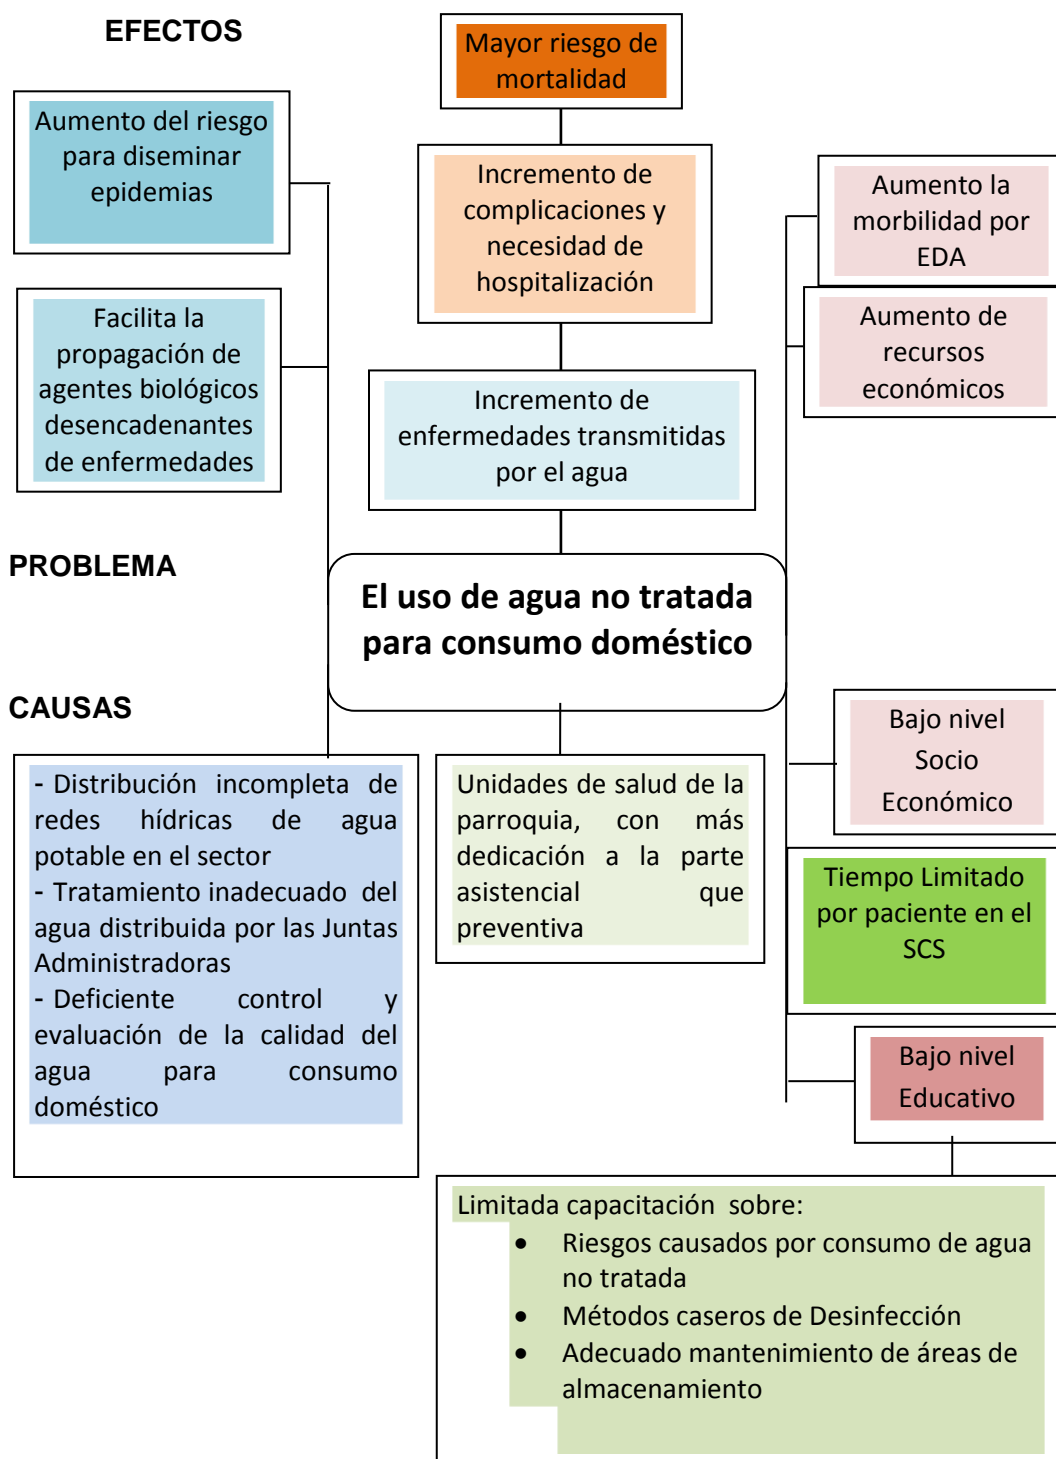 EFECTOS
Mayor riesgo de
mortalidad
Aumento del riesgo
para diseminar
epidemias
Incremento de
complicaciones y
necesidad de
hospitalización
Aumento la
morbilidad por
EDA
Facilita la
propagación de
agentes biológicos
desencadenantes
de enfermedades
Aumento de
recursos
económicos
Incremento de
enfermedades transmitidas
por el agua
PROBLEMA
El uso de agua no tratada
para consumo doméstico
CAUSAS
- Distribución incompleta de
redes hídricas de agua
potable en el sector
- Tratamiento inadecuado del
agua distribuida por las Juntas
Administradoras
- Deficiente control y
evaluación de la calidad del
agua para consumo
doméstico
Unidades de salud de la
parroquia, con más
dedicación a la parte
asistencial que
preventiva
Bajo nivel
Socio
Económico
Tiempo Limitado
por paciente en el
SCS
Bajo nivel
Educativo
Limitada capacitación sobre:
• Riesgos causados por consumo de agua
no tratada
• Métodos caseros de Desinfección
• Adecuado mantenimiento de áreas de
almacenamiento